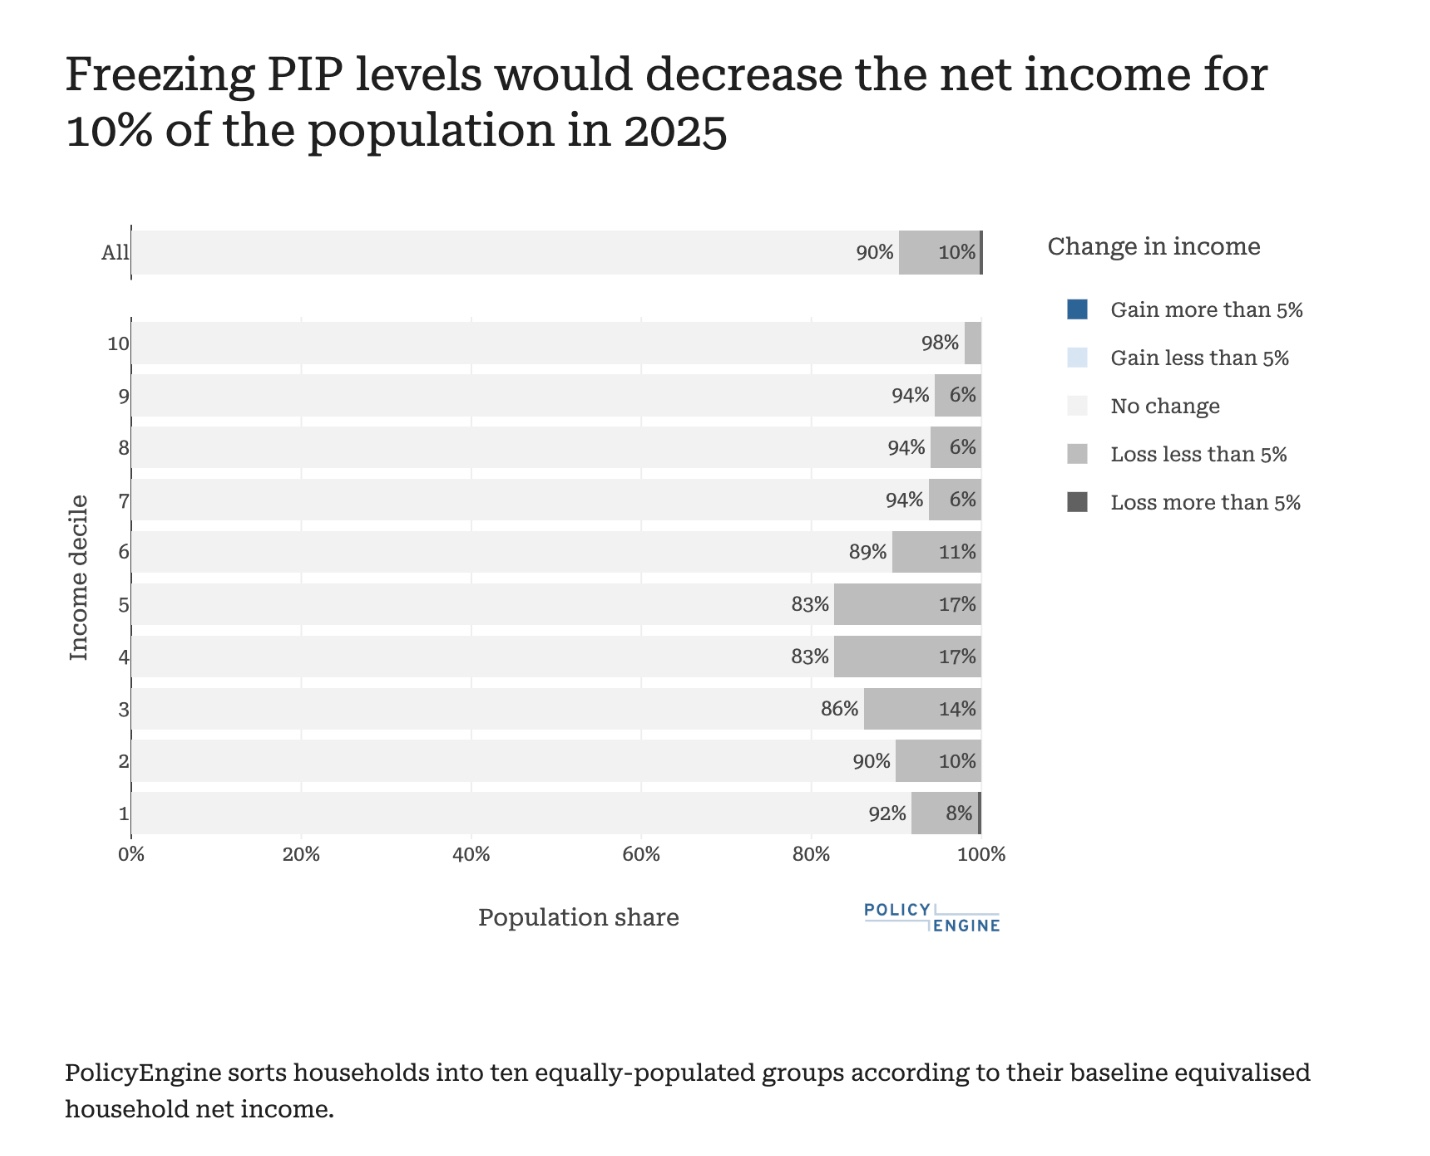 Freezing PIP levels would decrease the net income for
10% of the population in 2025
All
90%
10%
Change in income
Gain more than 5%
Gain less than 5%
No change
Loss less than 5%
Loss more than 5%
Income decile
10
98%
9
94%
6%
8
94%
6%
7
94%
6%
6
89%
11%
5
83%
17%
4
83%
17%
3
86%
14%
2
90%
10%
1
92%
8%
0%
20%
40%
60%
80%
100%
Population share
POLICY
ENGINE
PolicyEngine sorts households into ten equally-populated groups according to their baseline equivalised
household net income.